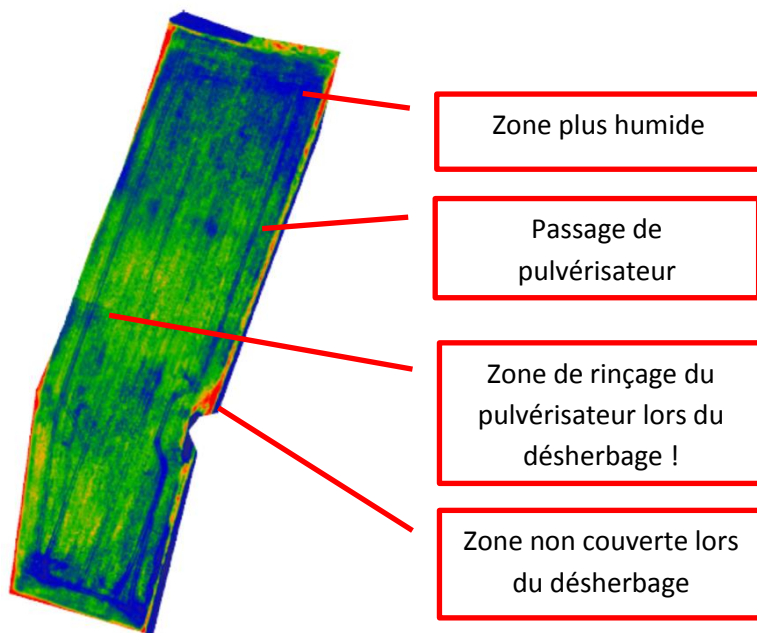 Zone plus humide
Passage de
pulvérisateur
Zone de rinçage du
pulvérisateur lors du
désherbage !
Zone non couverte lors
du désherbage